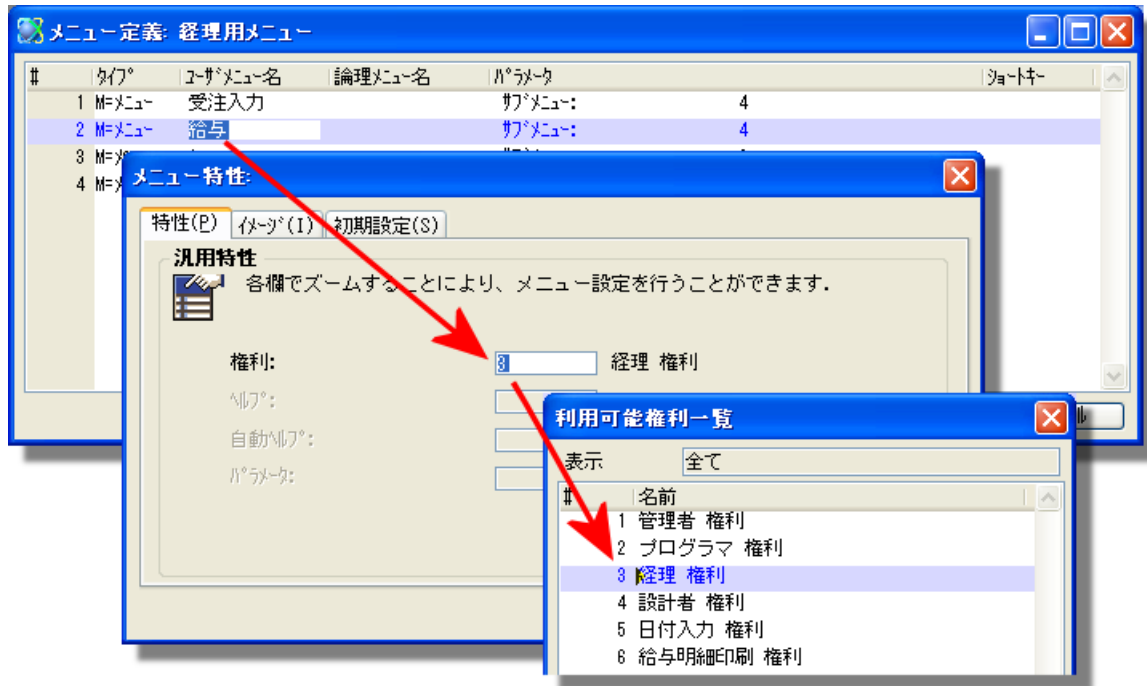 メニュー定義: 経理用メニュー
# ﾀｲﾌﾟ ﾕｰｻﾞﾒﾆｭｰ名 論理ﾒﾆｭｰ名 ﾊﾟﾗﾒｰﾀ ｼｮｰﾄｷｰ
1 M=ﾒﾆｭｰ 受注入力 ｻﾌﾞﾒﾆｭｰ: 4
2 M=ﾒﾆｭｰ 給与 ｻﾌﾞﾒﾆｭｰ: 4
3 M=ﾒ
4 M=ﾒ
メニュー特性:
特性(P) ｲﾒｰｼﾞ(I) 初期設定(S)
汎用特性
各欄でズームすることにより、メニュー設定を行うことができます.
権利: 3 経理 権利
ﾍﾙﾌﾟ:
自動ﾍﾙﾌﾟ:
ﾊﾟﾗﾒｰﾀ:
ﾙ
利用可能権利一覧
表示 全て
# 名前
1 管理者 権利
2 プログラマ 権利
3 経理 権利
4 設計者 権利
5 日付入力 権利
6 給与明細印刷 権利